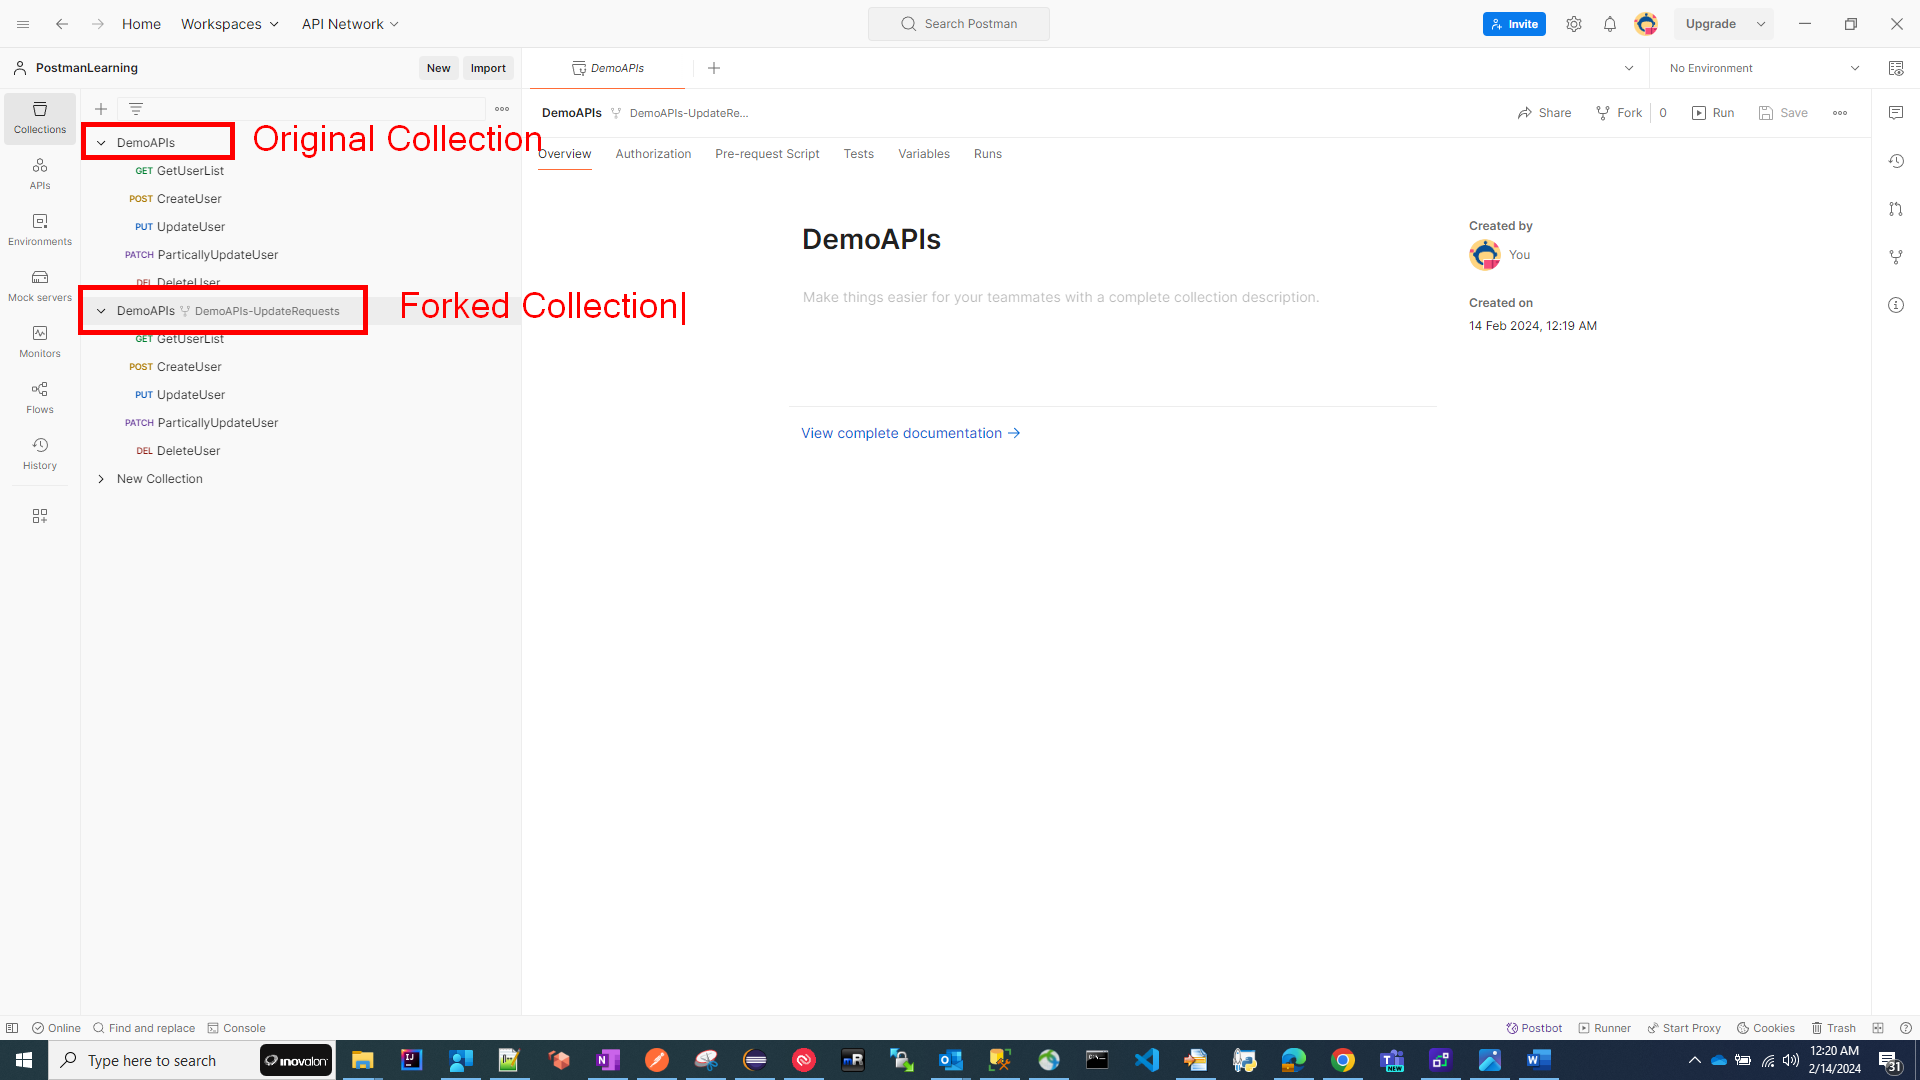 Home Workspaces API Network Search Postman Invite Upgrade
PostmanLearning New Import DemoAPIs No Environment
DemoAPIs DemoAPIs-UpdateRe... Share Fork 0 Run Save
Collections
DemoAPIs Original Collection
Overview Authorization Pre-request Script Tests Variables Runs
GET GetUserList
APIs
POST CreateUser
PUT UpdateUser
Environments
PATCH ParticallyUpdateUser
DEL DeleteUser
Mock servers
DemoAPIs DemoAPIs-UpdateRequests Forked Collection
GET GetUserList
Monitors
POST CreateUser
PUT UpdateUser
Flows
PATCH ParticallyUpdateUser
DEL DeleteUser
History
New Collection
DemoAPIs
Make things easier for your teammates with a complete collection description.
View complete documentation
Created by
You
Created on
14 Feb 2024, 12:19 AM
Online Find and replace Console Postbot Runner Start Proxy Cookies Trash
Type here to search inovalon
12:20 AM
2/14/2024
31